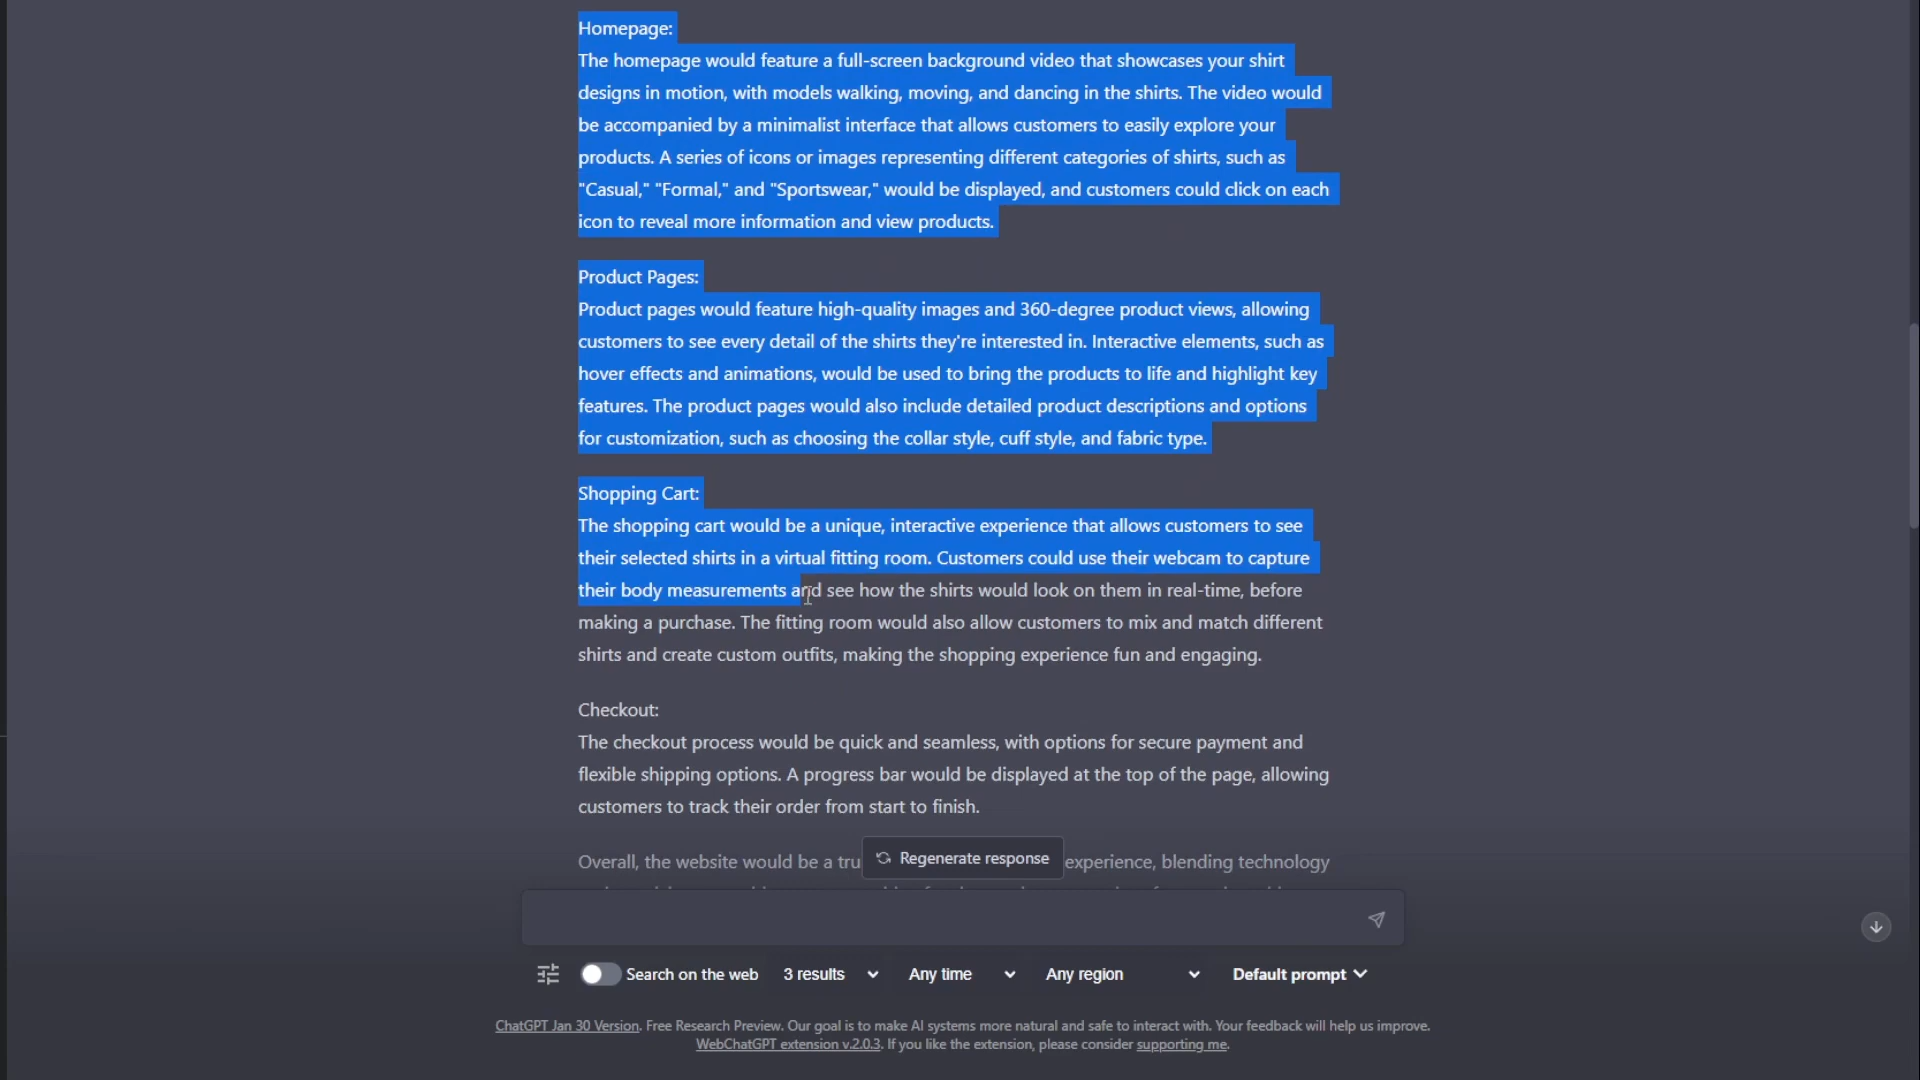 Homepage:
The homepage would feature a full-screen background video that showcases your shirt
designs in motion, with models walking, moving, and dancing in the shirts. The video would
be accompanied by a minimalist interface that allows customers to easily explore your
products. A series of icons or images representing different categories of shirts, such as
"Casual," "Formal," and "Sportswear," would be displayed, and customers could click on each
icon to reveal more information and view products.
Product Pages:
Product pages would feature high-quality images and 360-degree product views, allowing
customers to see every detail of the shirts they're interested in. Interactive elements, such as
hover effects and animations, would be used to bring the products to life and highlight key
features. The product pages would also include detailed product descriptions and options
for customization, such as choosing the collar style, cuff style, and fabric type.
Shopping Cart:
The shopping cart would be a unique, interactive experience that allows customers to see
their selected shirts in a virtual fitting room. Customers could use their webcam to capture
their body measurements and see how the shirts would look on them in real-time, before
making a purchase. The fitting room would also allow customers to mix and match different
shirts and create custom outfits, making the shopping experience fun and engaging.
Checkout:
The checkout process would be quick and seamless, with options for secure payment and
flexible shipping options. A progress bar would be displayed at the top of the page, allowing
customers to track their order from start to finish.
Overall, the website would be a tru experience, blending technology
Regenerate response
Search on the web 3 results Any time Any region Default prompt
ChatGPT Jan 30 Version. Free Research Preview. Our goal is to make AI systems more natural and safe to interact with. Your feedback will help us improve.
WebChatGPT extension v.2.0.3. If you like the extension, please consider supporting me.